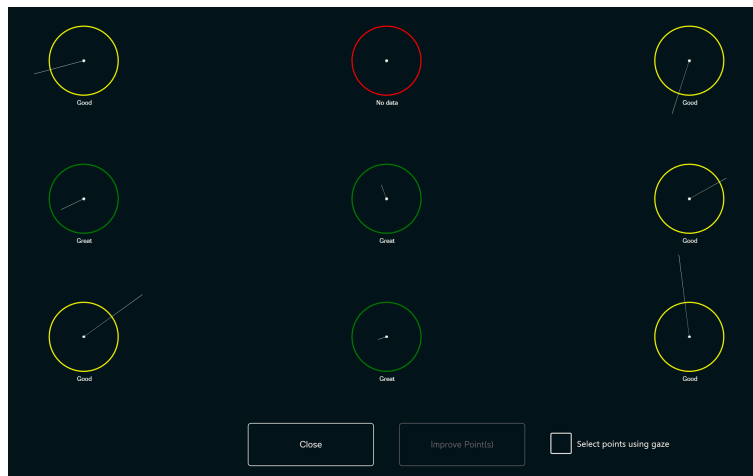 Good
No data
Good
Great
Great
Good
Good
Great
Good
Close
Improve Point(s)
Select points using gaze